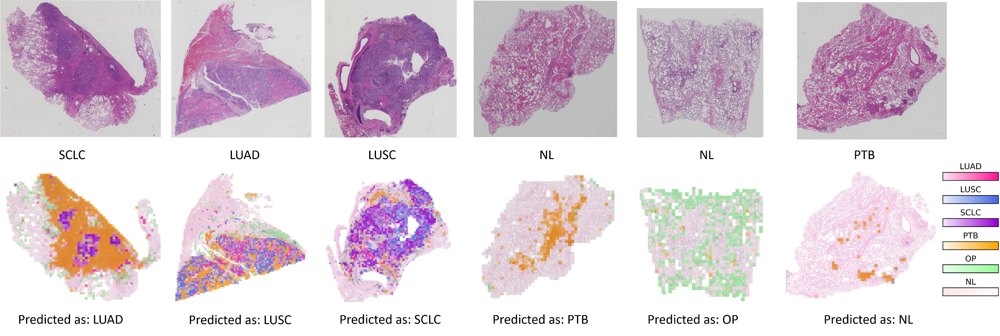 SCLC
LUAD
LUSC
NL
NL
PTB
LUAD
LUSC
SCLC
PTB
OP
NL
Predicted as: LUAD
Predicted as: LUSC
Predicted as: SCLC
Predicted as: PTB
Predicted as: OP
Predicted as: NL